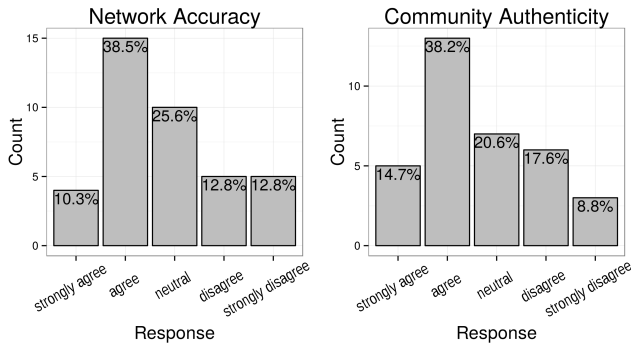 Network Accuracy
Count
15
10
5
0
10.3%
38.5%
25.6%
12.8%
12.8%
strongly agree
agree
neutral
disagree
strongly disagree
Response
Community Authenticity
Count
10
5
0
14.7%
38.2%
20.6%
17.6%
8.8%
strongly agree
agree
neutral
disagree
strongly disagree
Response